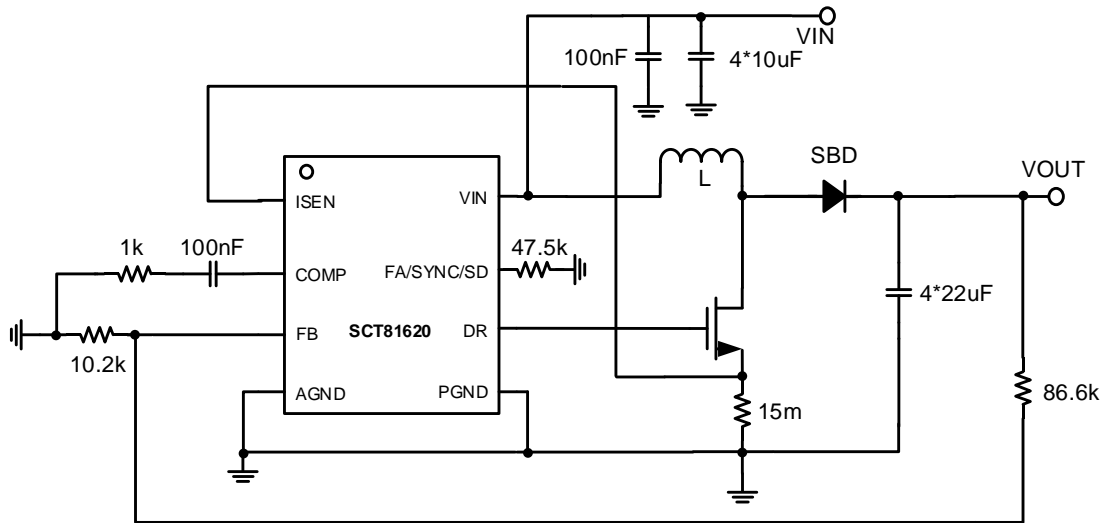 VIN
100nF
4*10uF
SBD
L
VOUT
ISEN
VIN
1k
100nF
47.5k
COMP
FA/SYNC/SD
4*22uF
FB
SCT81620
DR
10.2k
AGND
PGND
15m
86.6k